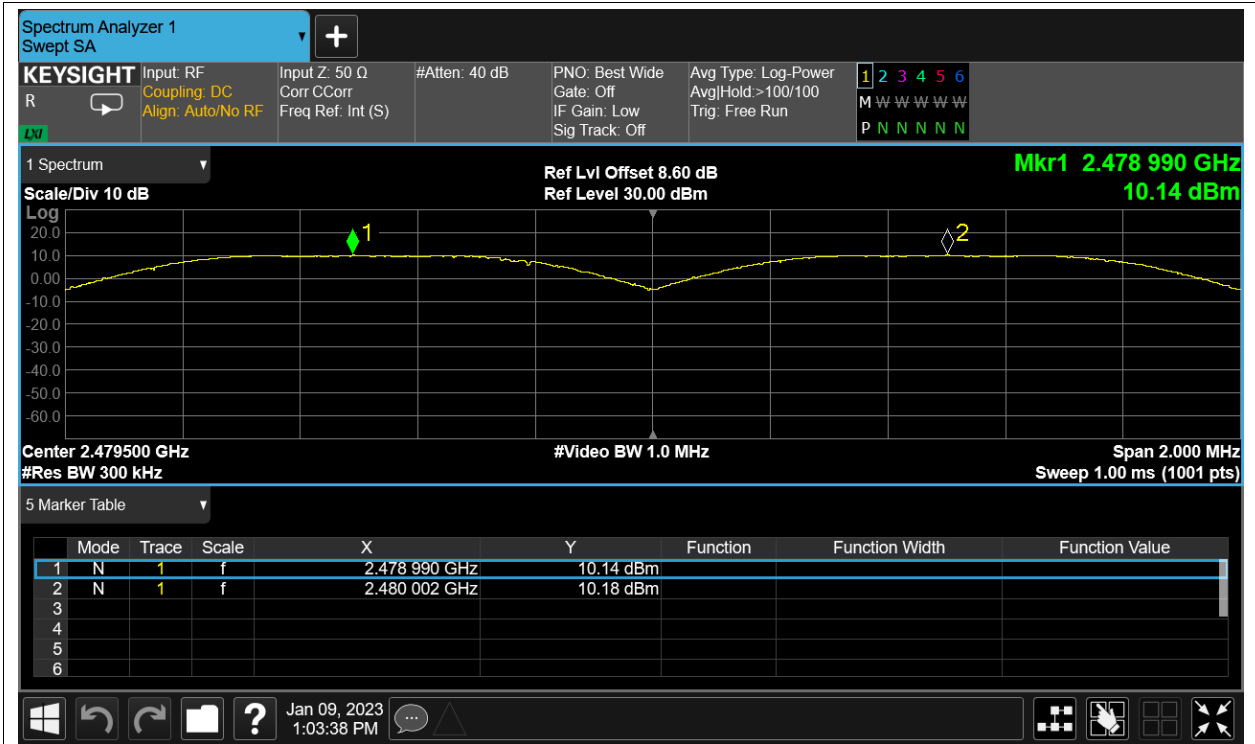 Spectrum Analyzer 1
Swept SA
KEYSIGHT
R
LXI
Input: RF
Coupling: DC
Align: Auto/No RF
Input Z: 50 Ω
Corr CCorr
Freq Ref: Int (S)
#Atten: 40 dB
PNO: Best Wide
Gate: Off
IF Gain: Low
Sig Track: Off
Avg Type: Log-Power
Avg|Hold:>100/100
Trig: Free Run
1 2 3 4 5 6
M W W W W W
P N N N N N
1 Spectrum
Scale/Div 10 dB
Ref Lvl Offset 8.60 dB
Ref Level 30.00 dBm
Mkr1 2.478 990 GHz
10.14 dBm
Log
20.0
10.0
0.00
-10.0
-20.0
-30.0
-40.0
-50.0
-60.0
1
2
Center 2.479500 GHz
#Res BW 300 kHz
#Video BW 1.0 MHz
Span 2.000 MHz
Sweep 1.00 ms (1001 pts)
5 Marker Table
Mode Trace Scale X Y Function Function Width Function Value
1 N 1 f 2.478 990 GHz 10.14 dBm
2 N 1 f 2.480 002 GHz 10.18 dBm
3
4
5
6
?
Jan 09, 2023
1:03:38 PM